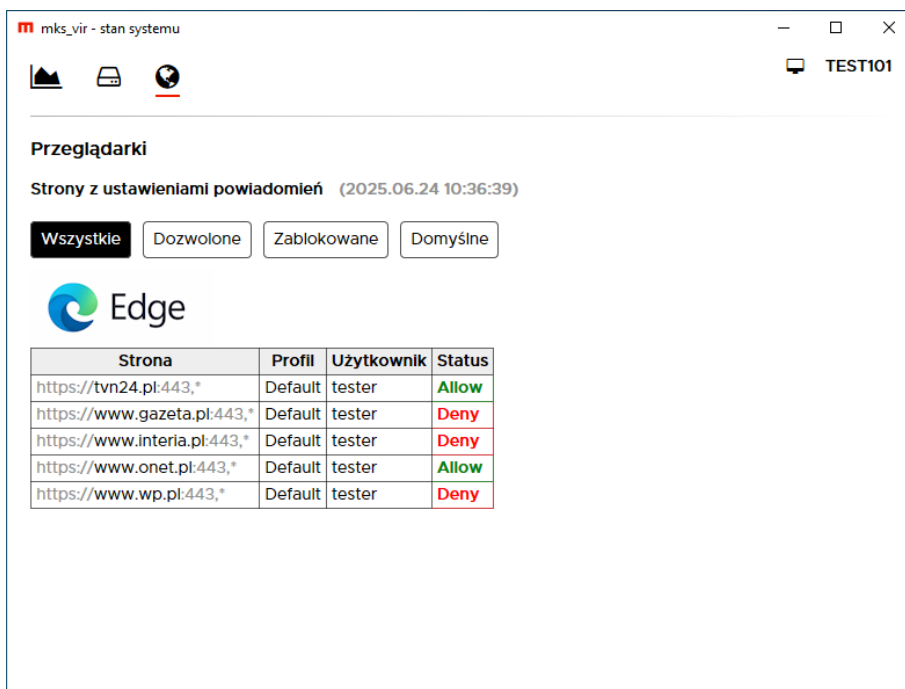 mks_vir - stan systemu
TEST101
Przeglądarki
Strony z ustawieniami powiadomień (2025.06.24 10:36:39)
Wszystkie Dozwolone Zablokowane Domyślne
Edge
Strona Profil Użytkownik Status
https://tvn24.pl:443,* Default tester Allow
https://www.gazeta.pl:443,* Default tester Deny
https://www.interia.pl:443,* Default tester Deny
https://www.onet.pl:443,* Default tester Allow
https://www.wp.pl:443,* Default tester Deny